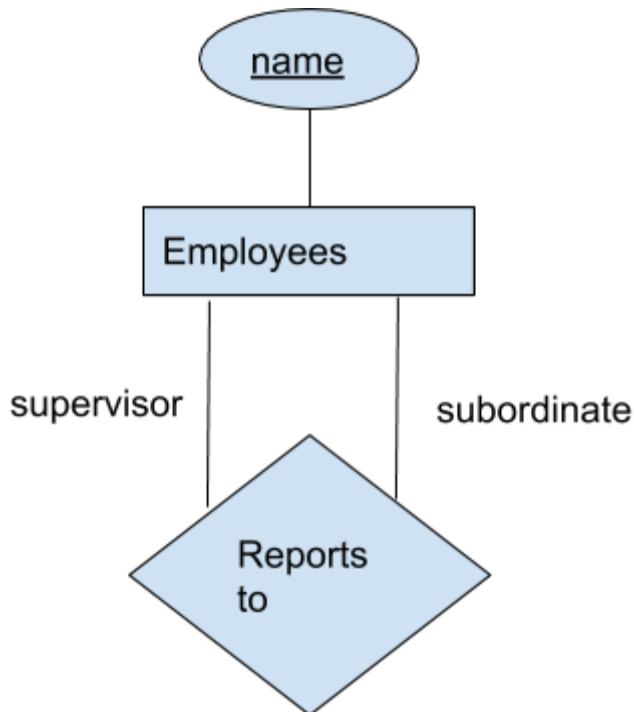 name
Employees
supervisor
subordinate
Reports
to